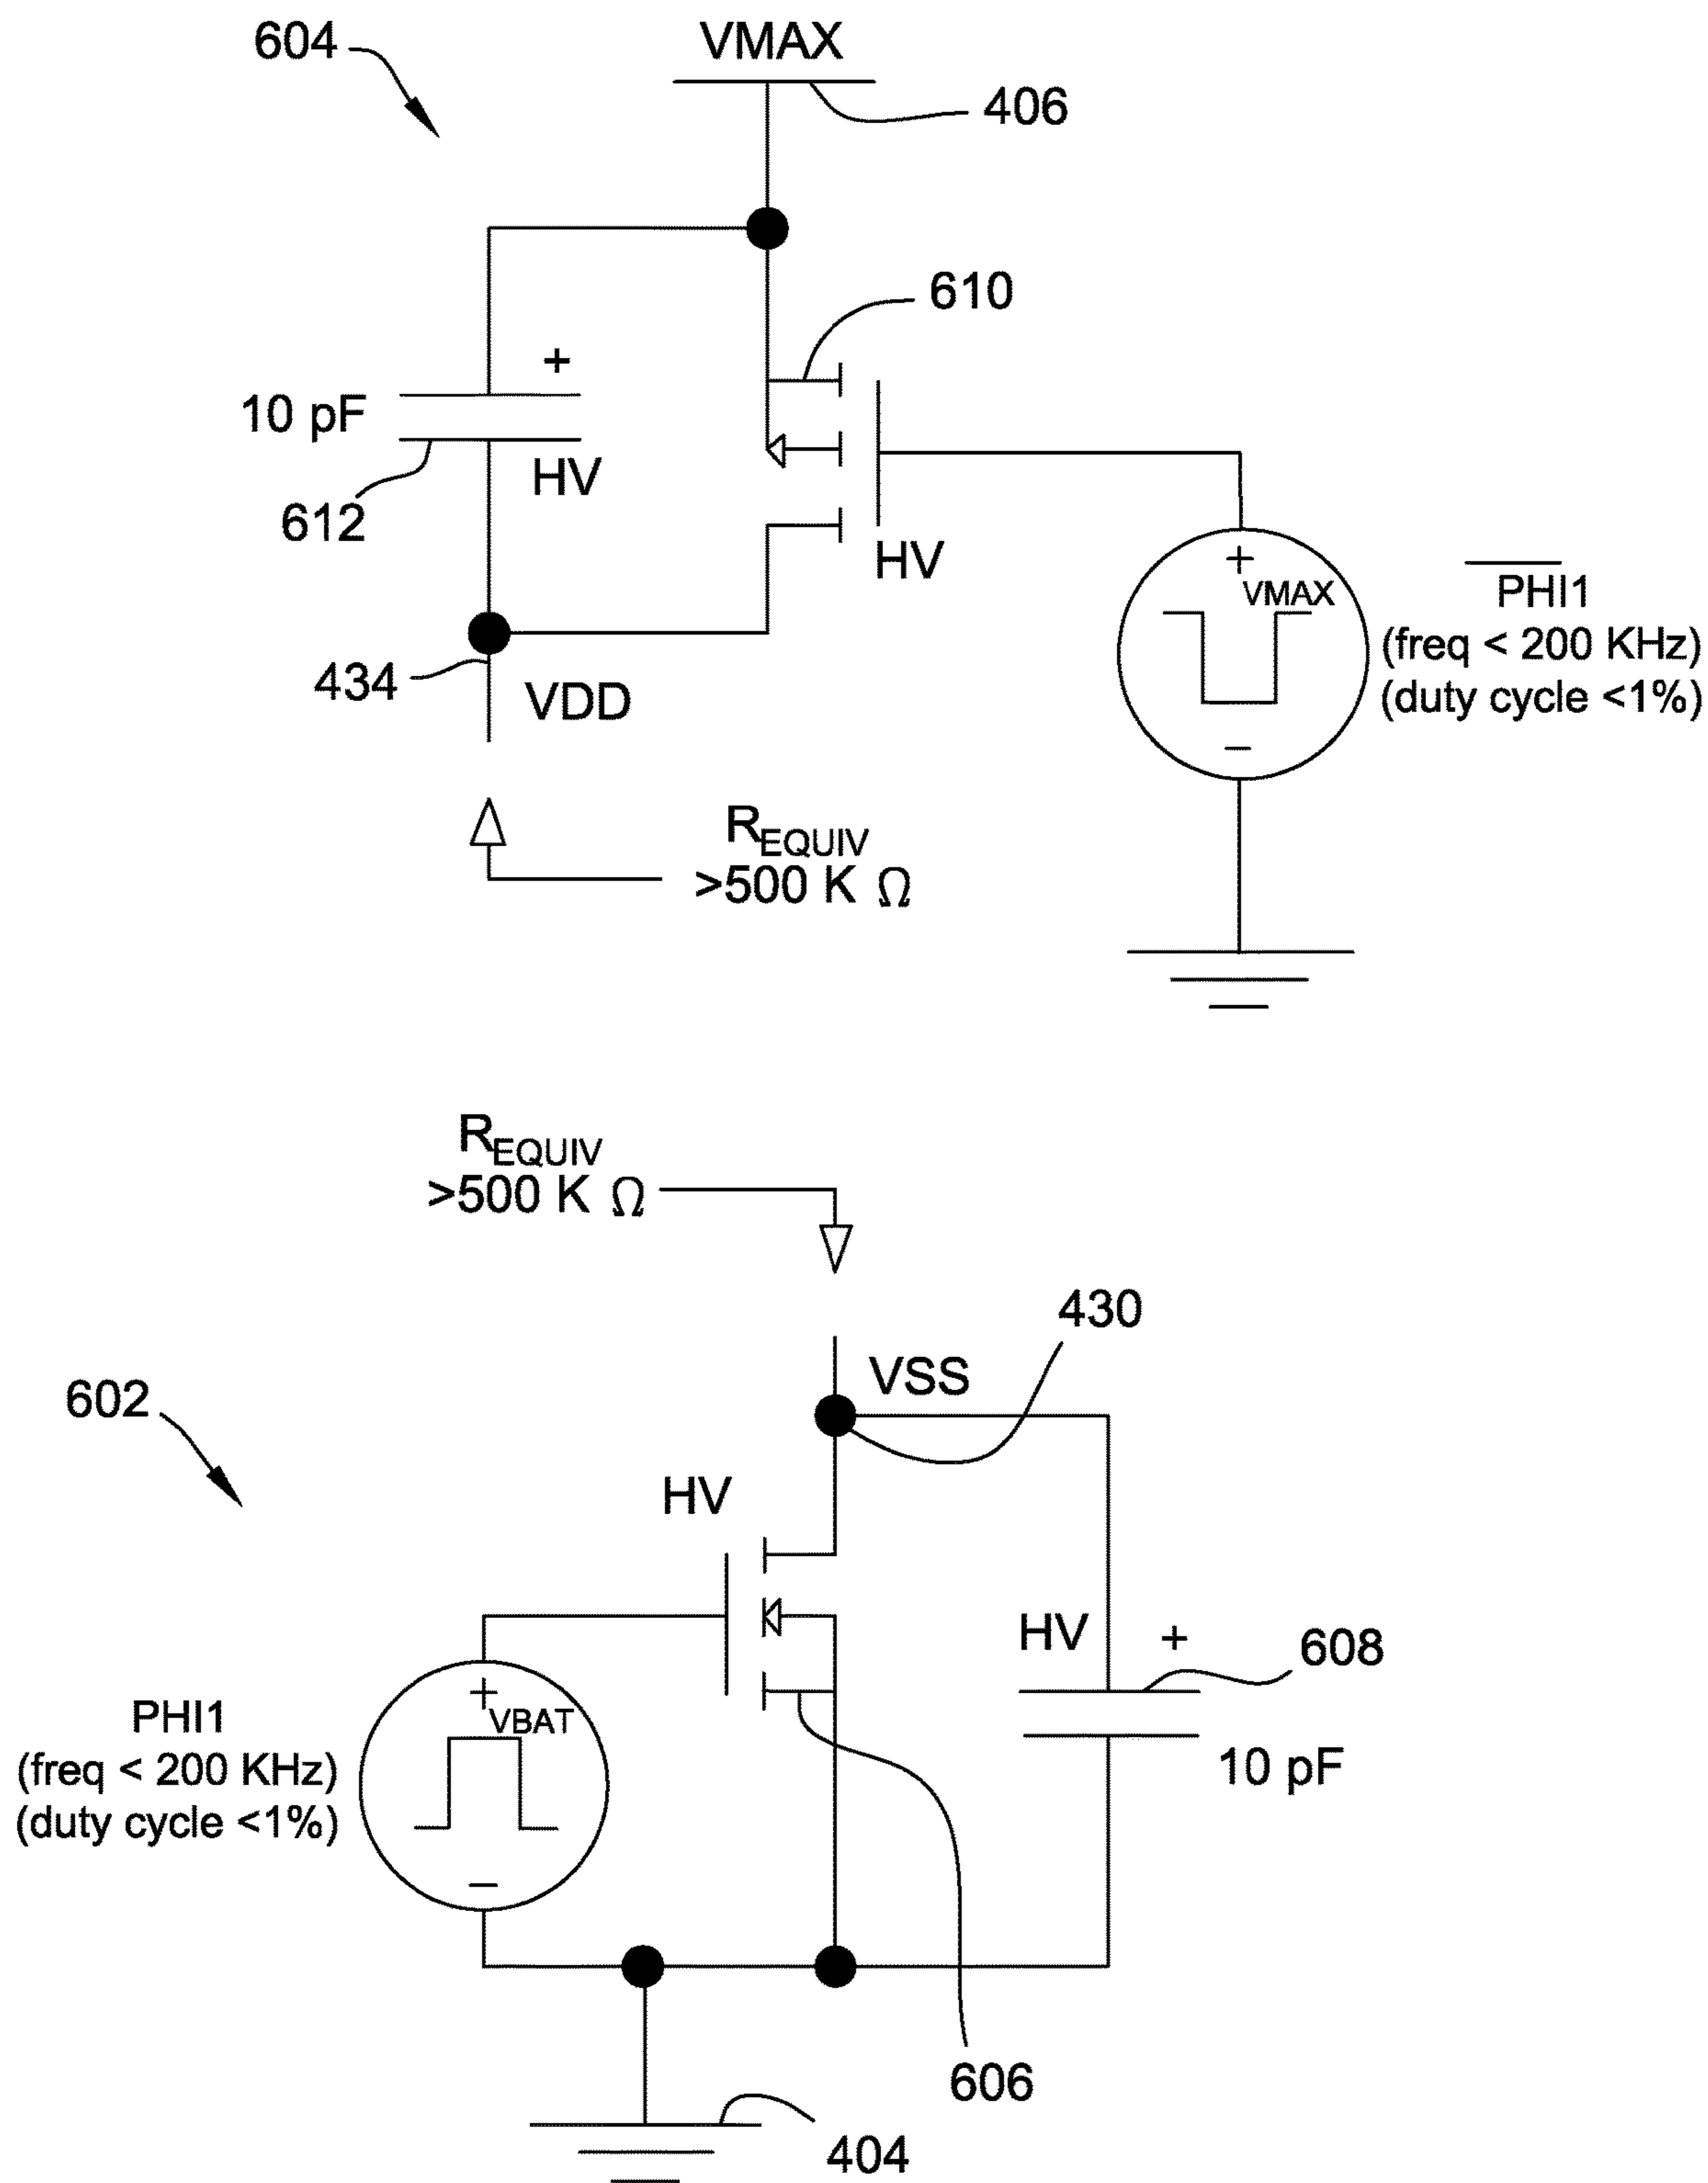 604
VMAX
406
610
+
10 pF
HV
612
HV
+
VMAX
PHI1
(freq < 200 KHz)
(duty cycle <1%)
−
434
VDD
REQUIV
>500 K Ω
REQUIV
>500 K Ω
430
VSS
602
HV
HV
+
608
+
VBAT
PHI1
(freq < 200 KHz)
(duty cycle <1%)
−
10 pF
606
404